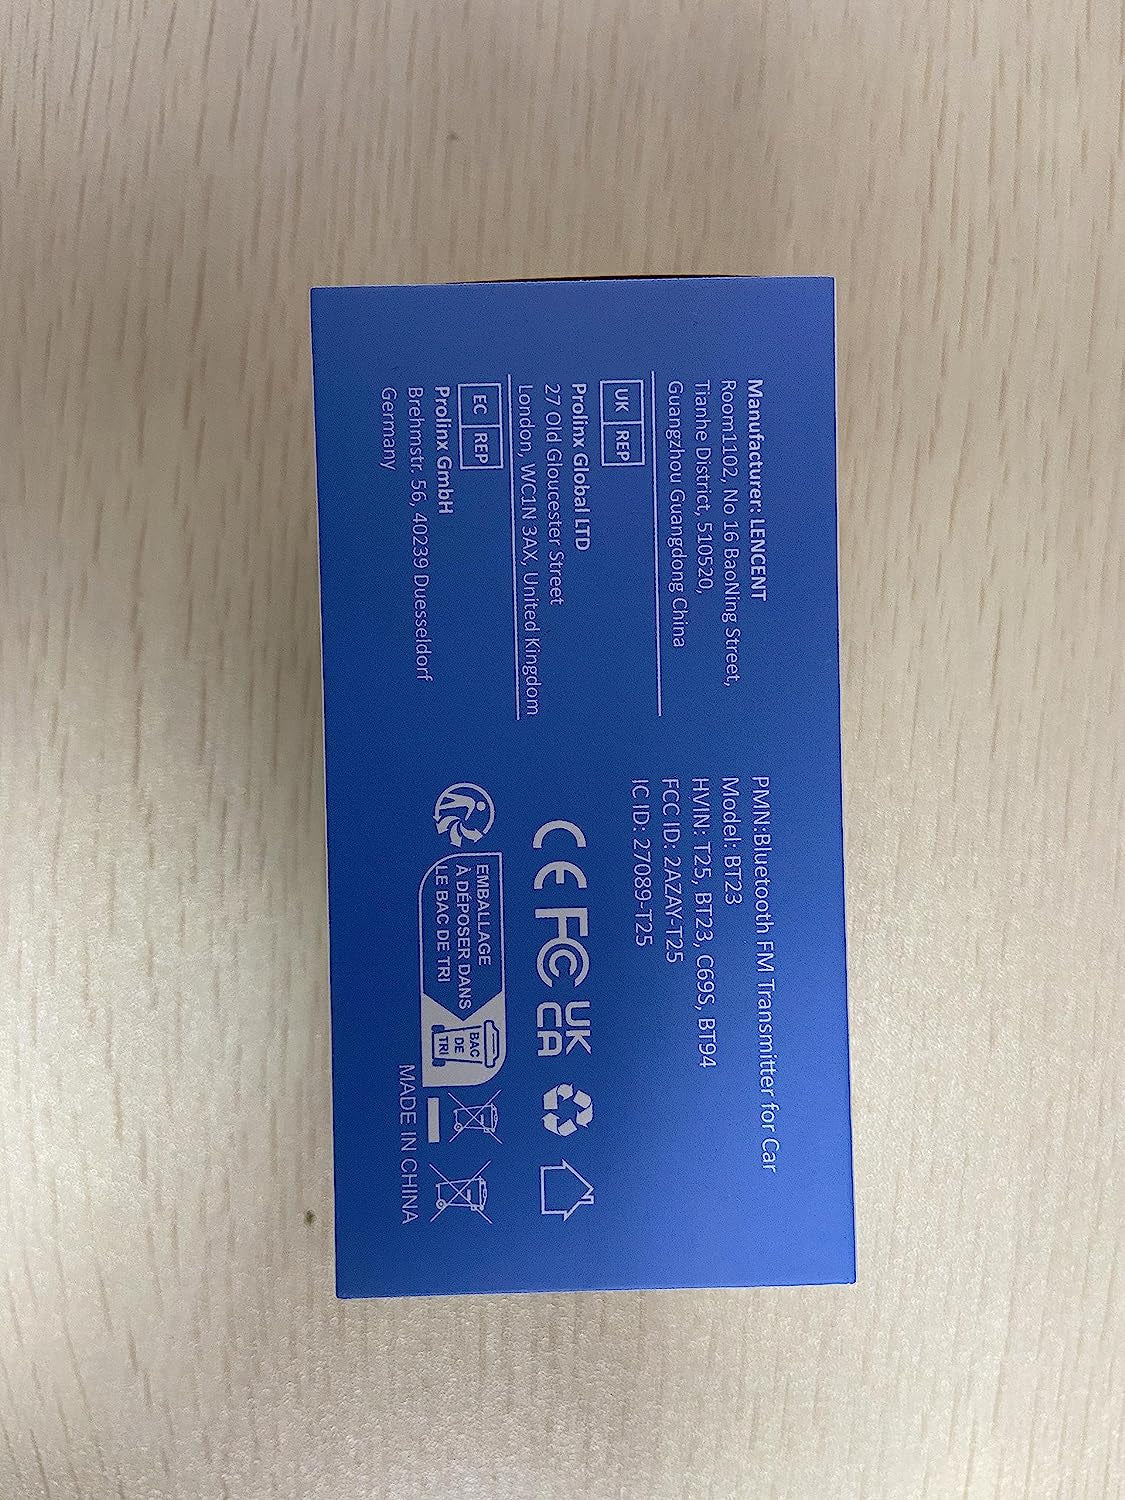 Manufacturer: LENCENT
Room1102, No 16 BaoNing Street,
Tianhe District, 510520,
Guangzhou Guangdong China
UK REP
Prolinx Global LTD
27 Old Gloucester Street
London, WC1N 3AX, United Kingdom
EC REP
Prolinx GmbH
Brehmstr. 56, 40239 Duesseldorf
Germany
PMN:Bluetooth FM Transmitter for Car
Model: BT23
HVIN: T25, BT23, C69S, BT94
FCC ID: 2AZAY-T25
IC ID: 27089-T25
CE FC UK
CA
EMBALLAGE
À DÉPOSER DANS
LE BAC DE TRI
BAC
DE
TRI
MADE IN CHINA